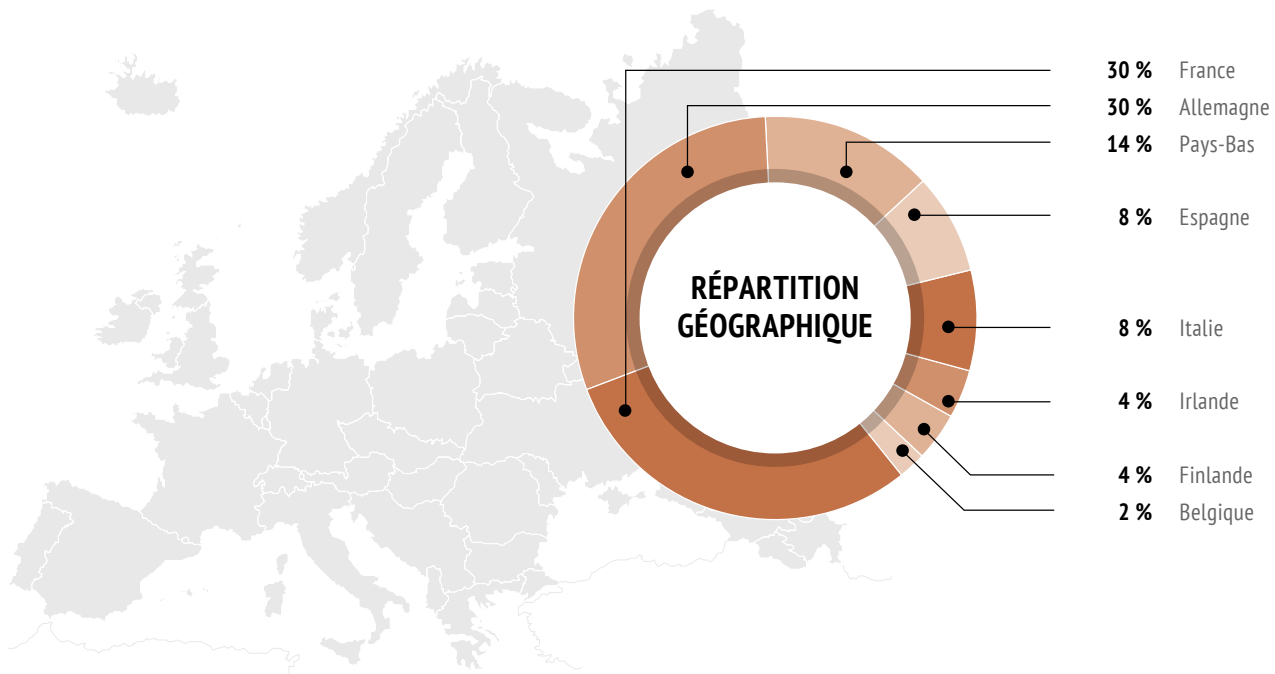 30 % France
30 % Allemagne
14 % Pays-Bas
8 % Espagne
RÉPARTITION
GÉOGRAPHIQUE
8 % Italie
4 % Irlande
4 % Finlande
2 % Belgique